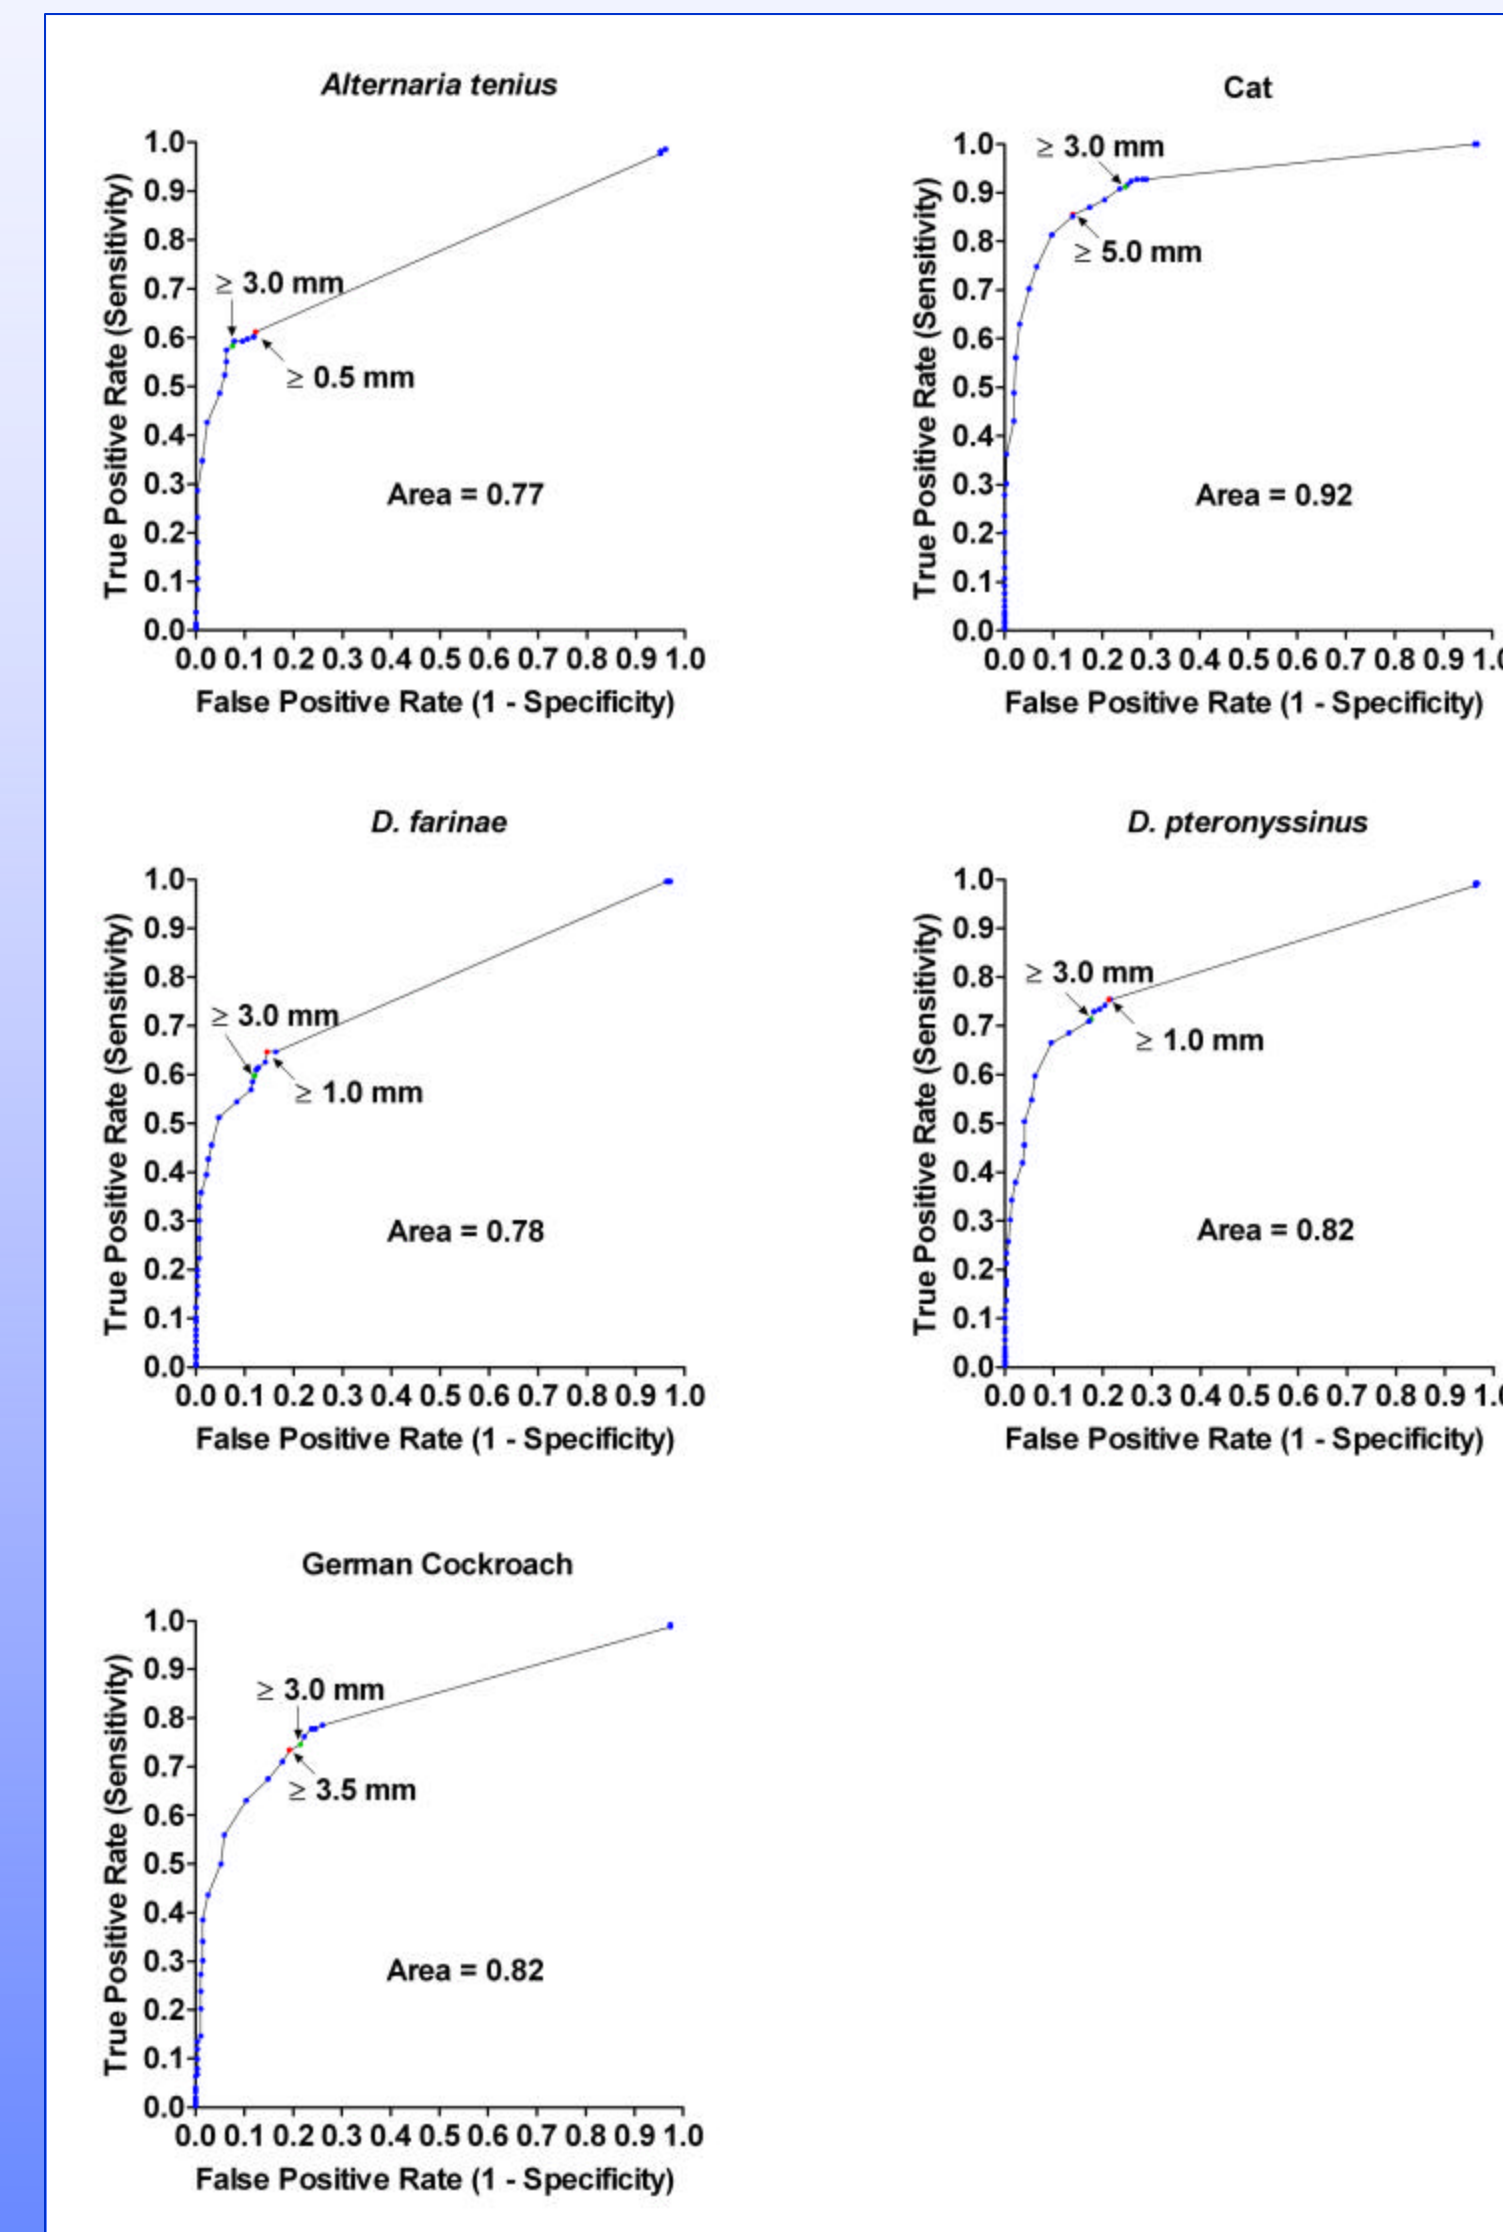 Alternaria tenius
1.0
0.9
0.8
0.7
0.6
0.5
0.4
0.3
0.2
0.1
0.0
True Positive Rate (Sensitivity)
≥ 3.0 mm
≥ 0.5 mm
Area = 0.77
0.0 0.1 0.2 0.3 0.4 0.5 0.6 0.7 0.8 0.9 1.0
False Positive Rate (1 - Specificity)
Cat
1.0
0.9
0.8
0.7
0.6
0.5
0.4
0.3
0.2
0.1
0.0
True Positive Rate (Sensitivity)
≥ 3.0 mm
≥ 5.0 mm
Area = 0.92
0.0 0.1 0.2 0.3 0.4 0.5 0.6 0.7 0.8 0.9 1.0
False Positive Rate (1 - Specificity)
D. farinae
1.0
0.9
0.8
0.7
0.6
0.5
0.4
0.3
0.2
0.1
0.0
True Positive Rate (Sensitivity)
≥ 3.0 mm
≥ 1.0 mm
Area = 0.78
0.0 0.1 0.2 0.3 0.4 0.5 0.6 0.7 0.8 0.9 1.0
False Positive Rate (1 - Specificity)
D. pteronyssinus
1.0
0.9
0.8
0.7
0.6
0.5
0.4
0.3
0.2
0.1
0.0
True Positive Rate (Sensitivity)
≥ 3.0 mm
≥ 1.0 mm
Area = 0.82
0.0 0.1 0.2 0.3 0.4 0.5 0.6 0.7 0.8 0.9 1.0
False Positive Rate (1 - Specificity)
German Cockroach
1.0
0.9
0.8
0.7
0.6
0.5
0.4
0.3
0.2
0.1
0.0
True Positive Rate (Sensitivity)
≥ 3.0 mm
≥ 3.5 mm
Area = 0.82
0.0 0.1 0.2 0.3 0.4 0.5 0.6 0.7 0.8 0.9 1.0
False Positive Rate (1 - Specificity)